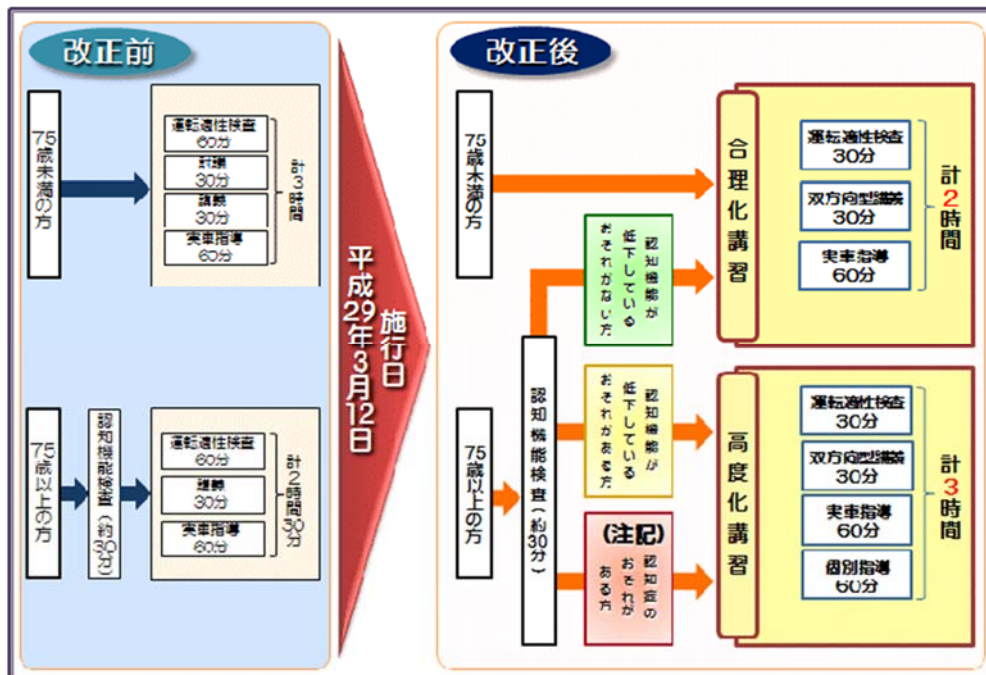 改正前
75歳未満の方
運転適性検査
60分
討議
30分
講義
30分
実車指導
60分
計3時間
75歳以上の方
認知機能検査(約30分)
運転適性検査
60分
講義
30分
実車指導
60分
計2時間30分
施行日
平成29年3月12日
改正後
75歳未満の方
認知機能が
低下している
おそれがない方
合理化講習
運転適性検査
30分
双方向型講義
30分
実車指導
60分
計2時間
75歳以上の方
認知機能検査(約30分)
認知機能が
低下している
おそれがある方
(注記)
認知症の
おそれが
ある方
高度化講習
運転適性検査
30分
双方向型講義
30分
実車指導
60分
個別指導
60分
計3時間